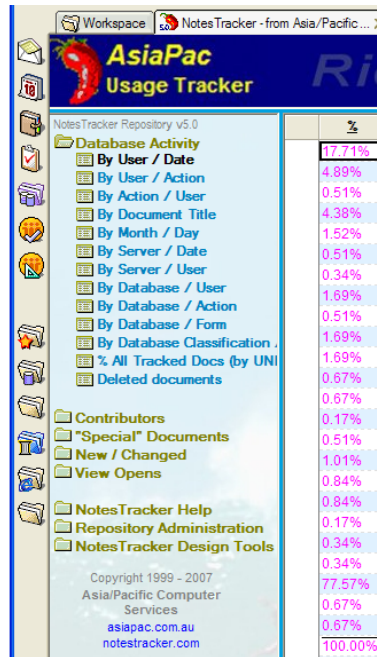 Workspace
NotesTracker - from Asia/Pacific ...
AsiaPac
Usage Tracker
Ri
NotesTracker Repository v5.0
Database Activity
By User / Date
By User / Action
By Action / User
By Document Title
By Month / Day
By Server / Date
By Server / User
By Database / User
By Database / Action
By Database / Form
By Database Classification
% All Tracked Docs (by UNI
Deleted documents
Contributors
"Special" Documents
New / Changed
View Opens
NotesTracker Help
Repository Administration
NotesTracker Design Tools
Copyright 1999 - 2007
Asia/Pacific Computer
Services
asiapac.com.au
notestracker.com
%
17.71%
4.89%
0.51%
4.38%
1.52%
0.51%
0.34%
1.69%
0.51%
1.69%
1.69%
0.67%
0.67%
0.17%
0.51%
1.01%
0.84%
0.84%
0.17%
0.34%
0.34%
77.57%
0.67%
0.67%
100.00%